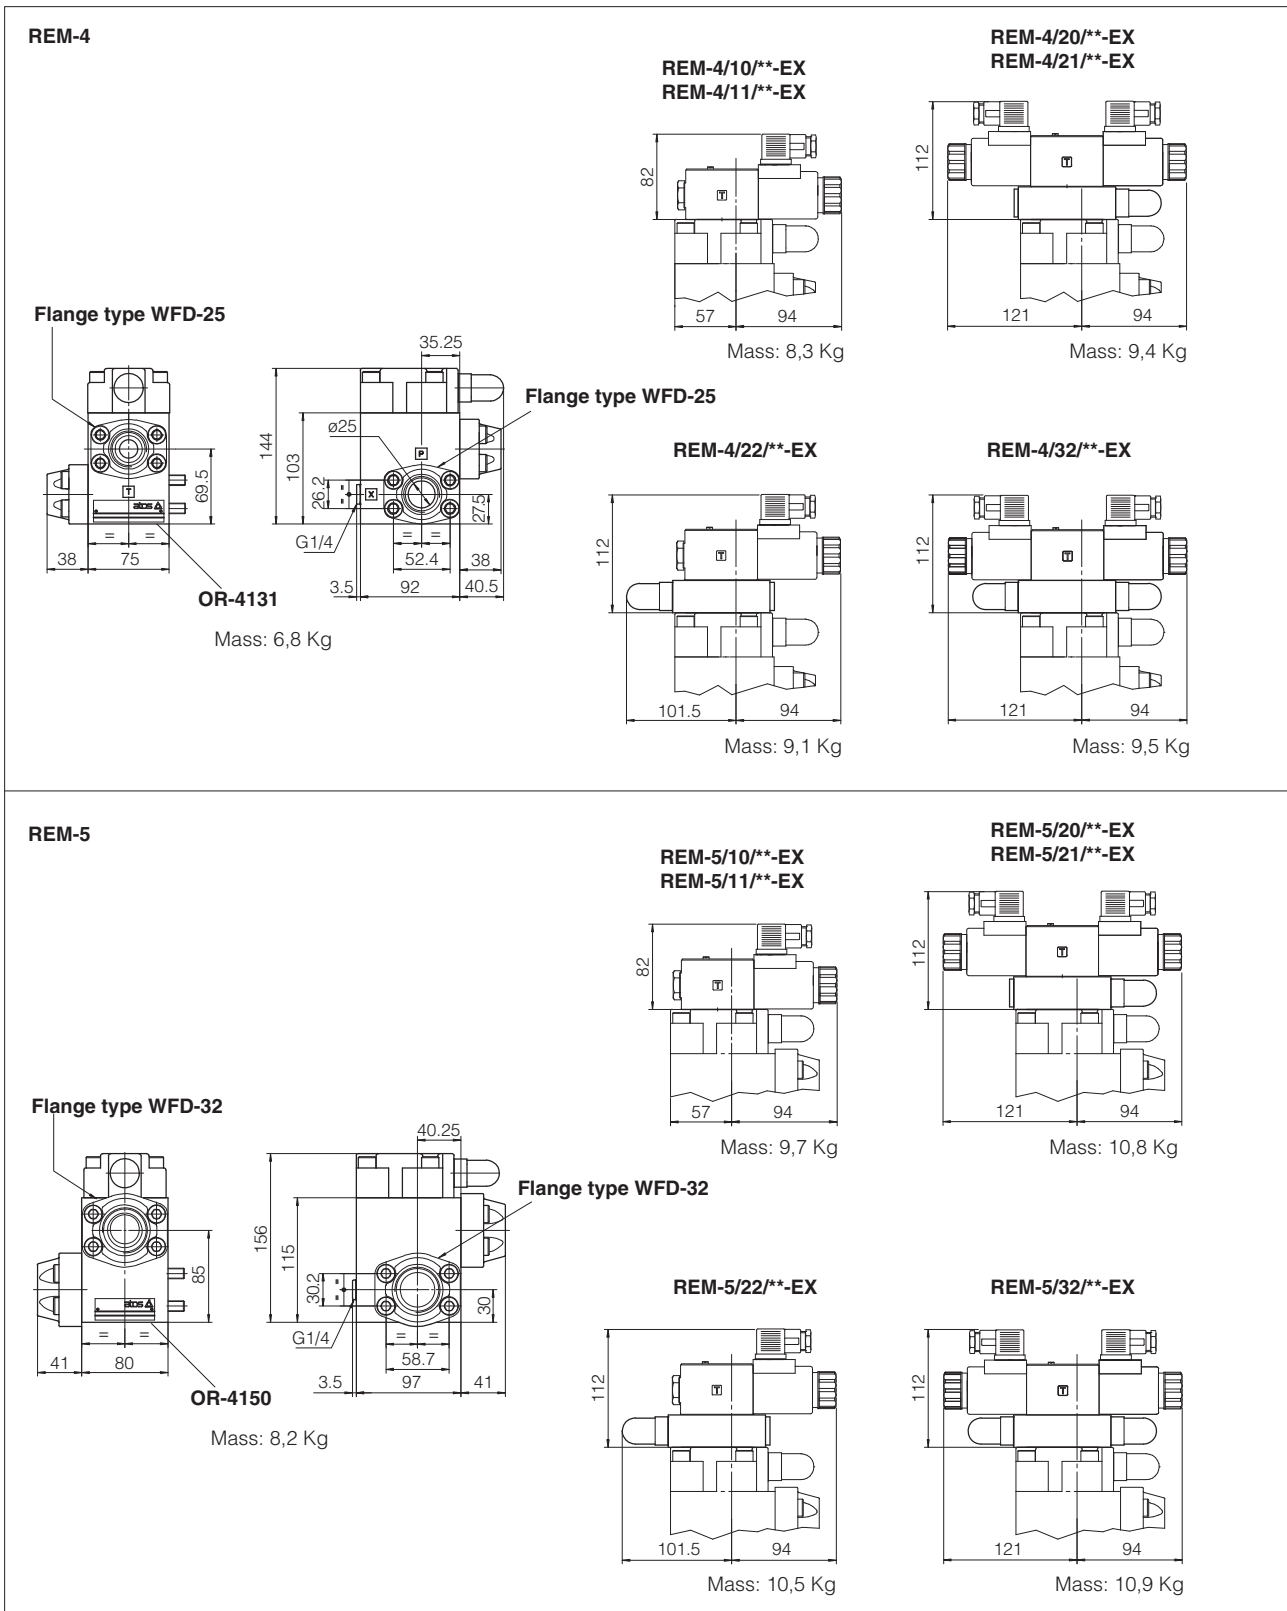 REM-4
REM-4/10/**-EX
REM-4/11/**-EX
82
57
94
Mass: 8,3 Kg
REM-4/20/**-EX
REM-4/21/**-EX
112
T
121
94
Mass: 9,4 Kg
Flange type WFD-25
T
atos
69.5
= =
38
75
OR-4131
Mass: 6,8 Kg
35.25
Flange type WFD-25
144
103
ø25
P
26.2
=
=
X
27.5
G1/4
= =
52.4
38
3.5
92
40.5
REM-4/22/**-EX
112
T
101.5
94
Mass: 9,1 Kg
REM-4/32/**-EX
112
T
121
94
Mass: 9,5 Kg
REM-5
REM-5/10/**-EX
REM-5/11/**-EX
82
T
57
94
Mass: 9,7 Kg
REM-5/20/**-EX
REM-5/21/**-EX
112
T
121
94
Mass: 10,8 Kg
Flange type WFD-32
85
atos
= =
41
80
OR-4150
Mass: 8,2 Kg
40.25
Flange type WFD-32
156
115
30.2
=
=
30
G1/4
= =
58.7
3.5
97
41
REM-5/22/**-EX
112
T
101.5
94
Mass: 10,5 Kg
REM-5/32/**-EX
112
T
121
94
Mass: 10,9 Kg